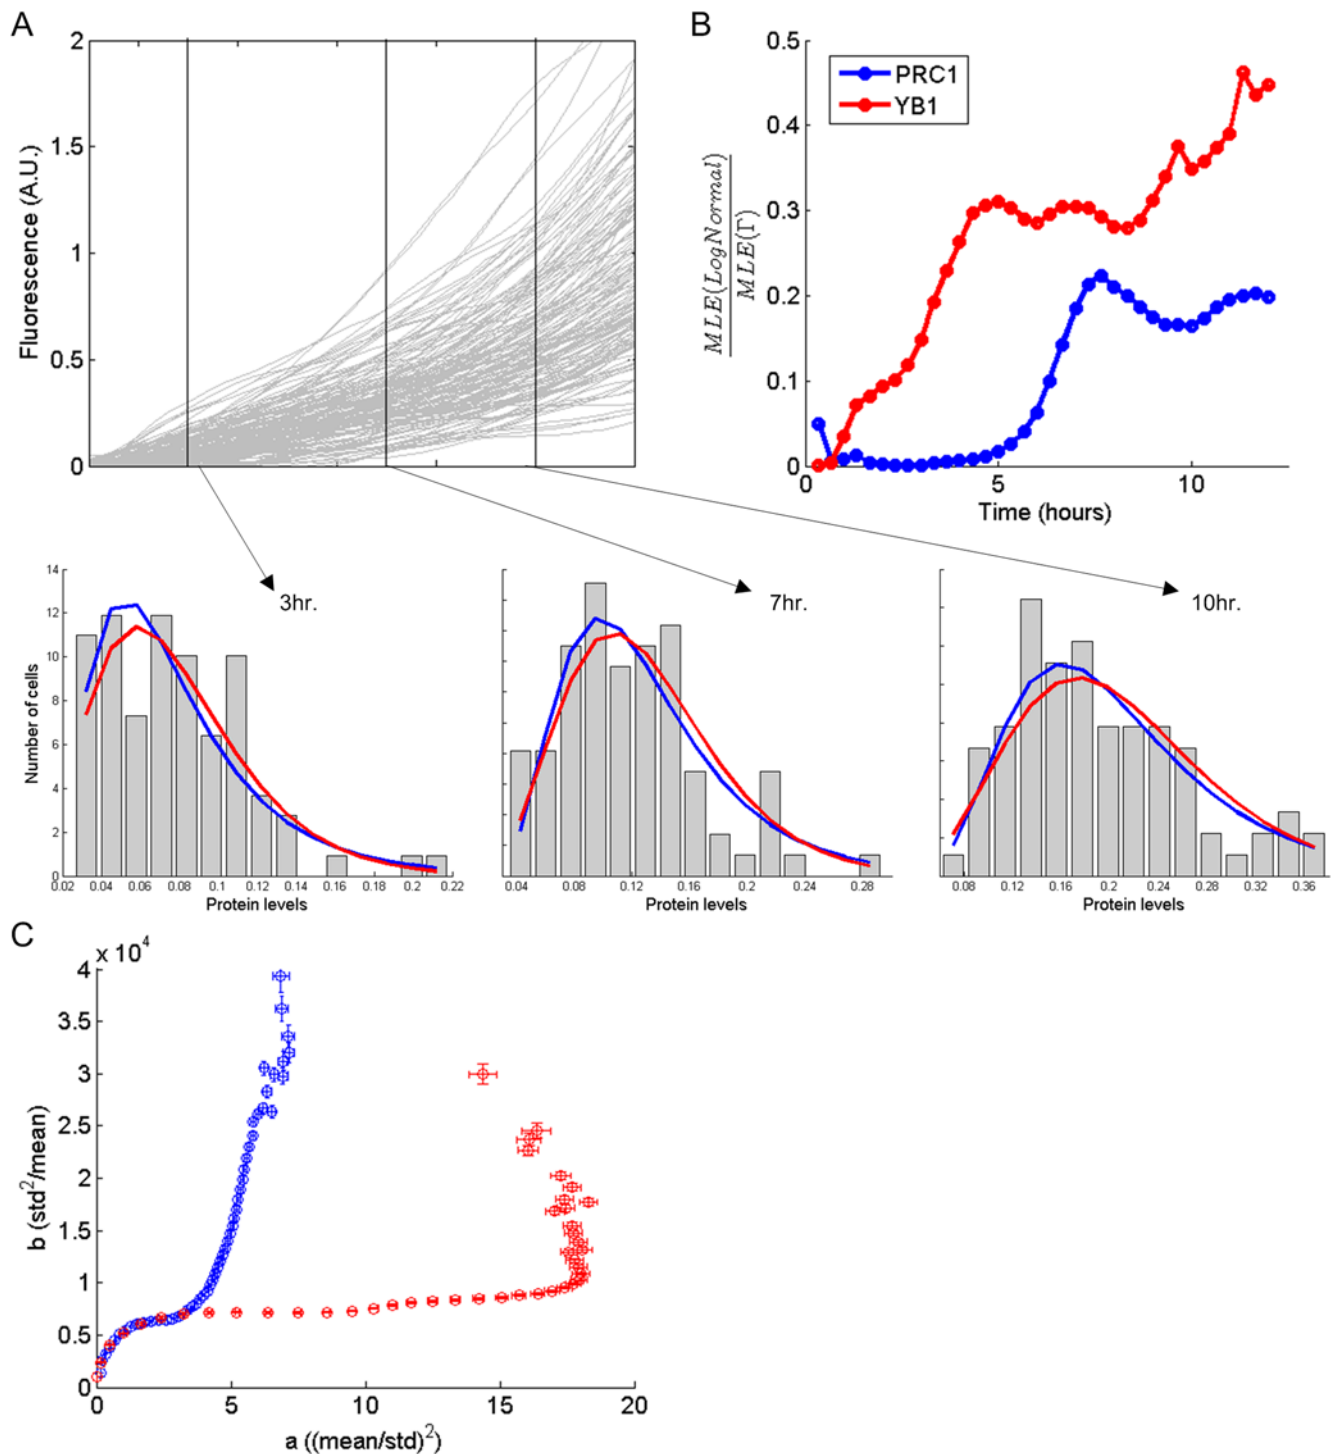 A
Fluorescence (A.U.)
2
1.5
1
0.5
0
B
MLE(LogNormal)
MLE(Γ)
0.5
0.4
0.3
0.2
0.1
0
PRC1
YB1
0 5 10
Time (hours)
3hr.
7hr.
10hr.
Number of cells
14
12
10
8
6
4
2
0
0.02 0.04 0.06 0.08 0.1 0.12 0.14 0.16 0.18 0.2 0.22
Protein levels
0.04 0.08 0.12 0.16 0.2 0.24 0.28
Protein levels
0.08 0.12 0.16 0.2 0.24 0.28 0.32 0.36
Protein levels
C
x 10⁴
b (std²/mean)
4
3.5
3
2.5
2
1.5
1
0.5
0
0 5 10 15 20
a ((mean/std)²)